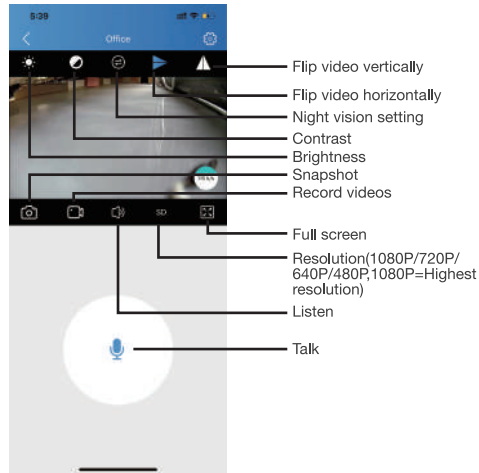 5:39
Office
Flip video vertically
Flip video horizontally
Night vision setting
Contrast
Brightness
Snapshot
Record videos
SD
Full screen
Resolution(1080P/720P/
640P/480P,1080P=Highest
resolution)
Listen
Talk